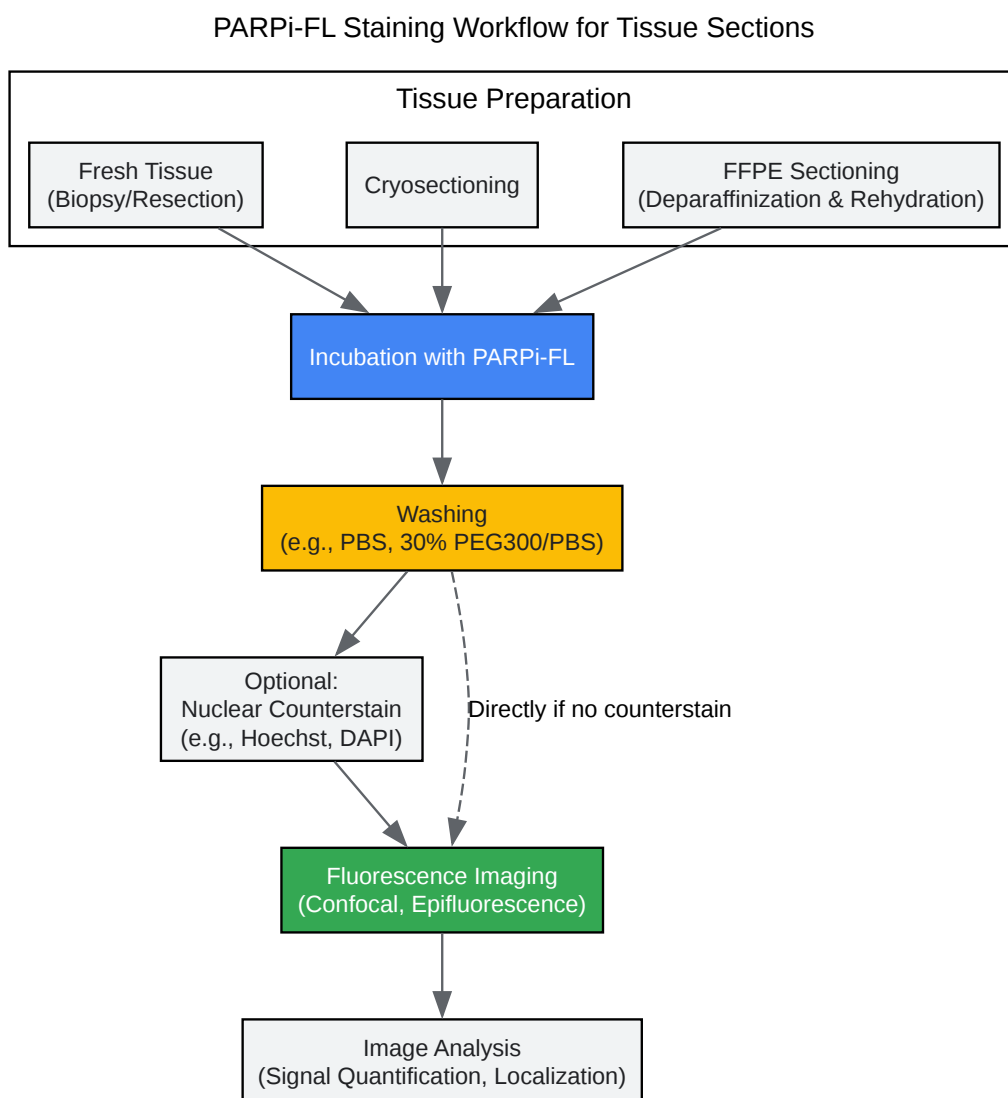 PARPi-FL Staining Workflow for Tissue Sections
Tissue Preparation
Fresh Tissue
(Biopsy/Resection)
Cryosectioning
FFPE Sectioning
(Deparaffinization & Rehydration)
Incubation with PARPi-FL
Washing
(e.g., PBS, 30% PEG300/PBS)
Optional:
Nuclear Counterstain
(e.g., Hoechst, DAPI)
Directly if no counterstain
Fluorescence Imaging
(Confocal, Epifluorescence)
Image Analysis
(Signal Quantification, Localization)